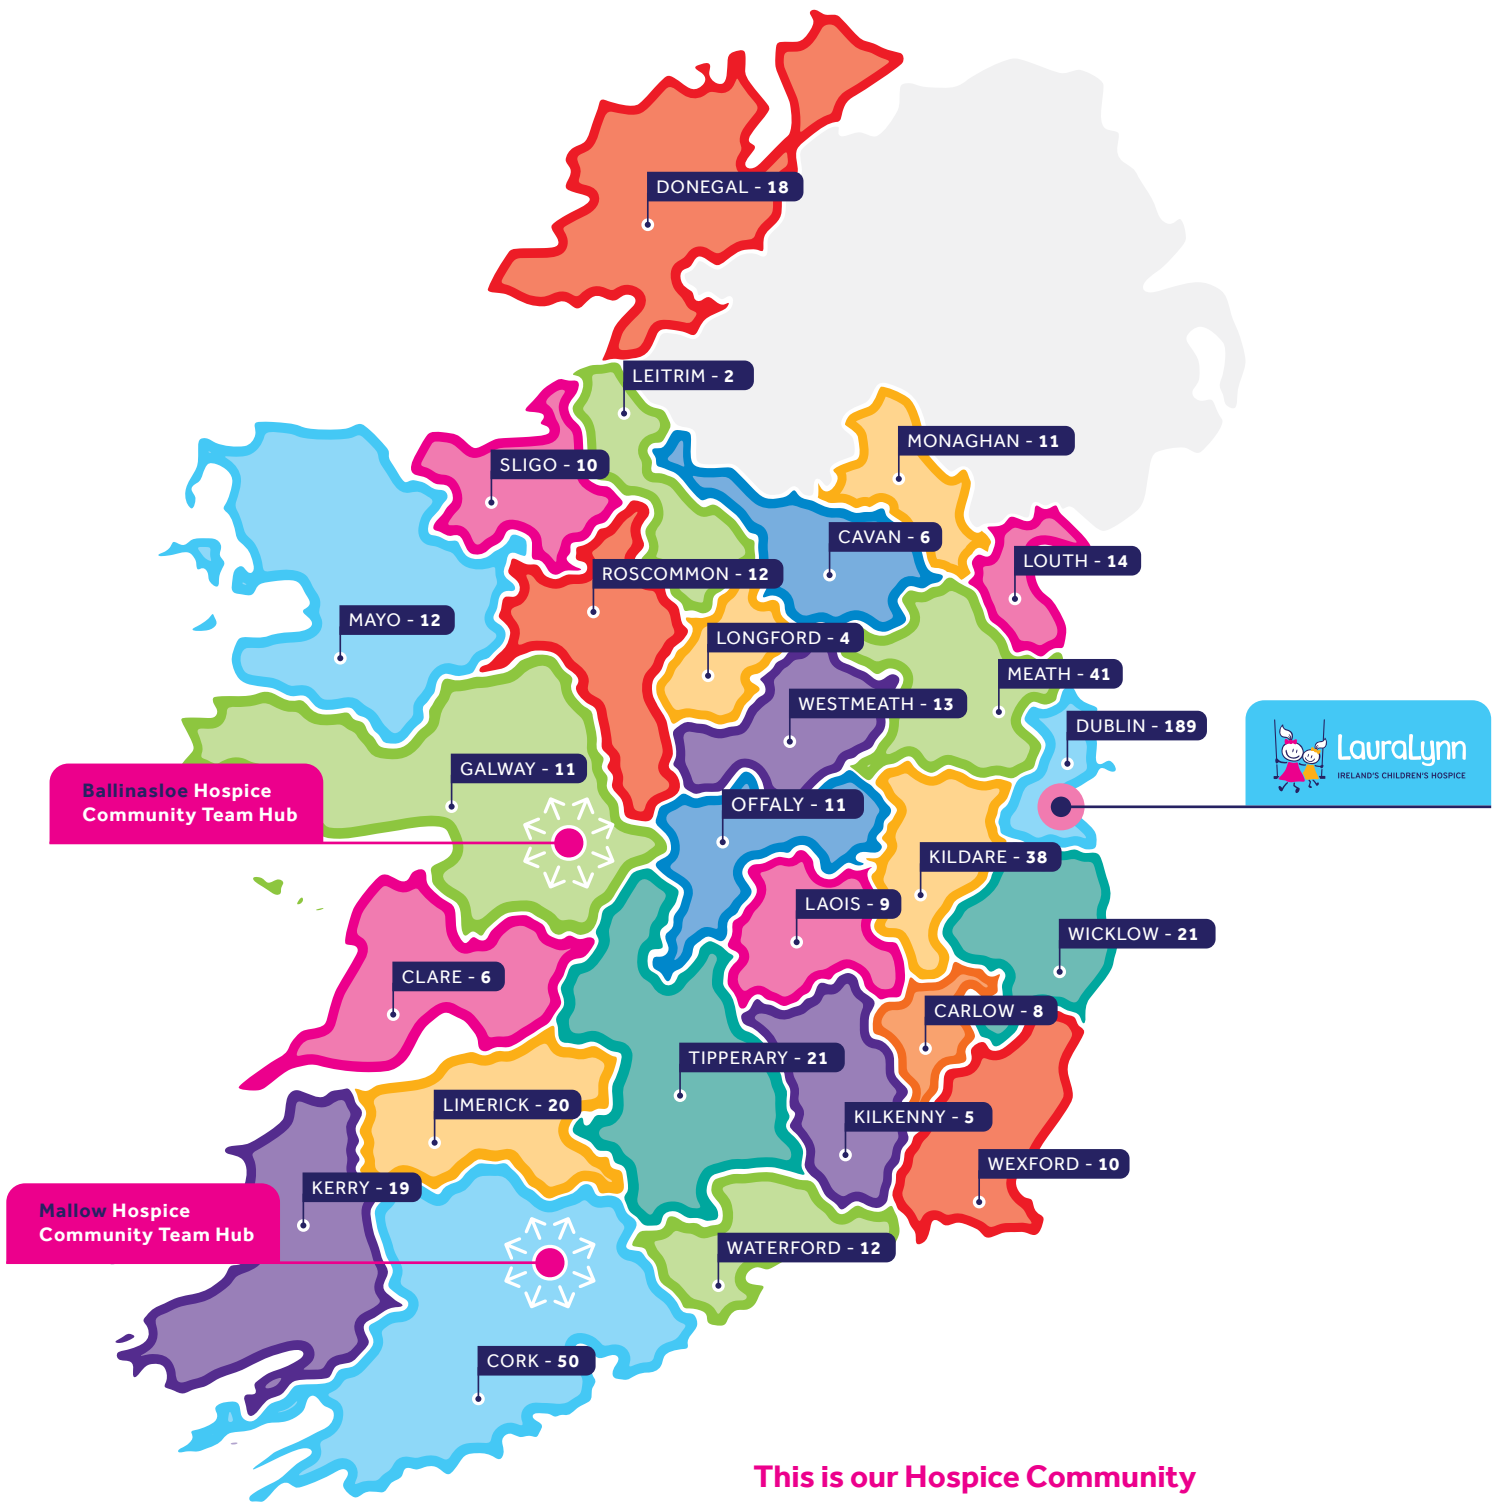 DONEGAL - 18
LEITRIM - 2
MONAGHAN - 11
SLIGO - 10
CAVAN - 6
LOUTH - 14
ROSCOMMON - 12
MAYO - 12
LONGFORD - 4
MEATH - 41
WESTMEATH - 13
DUBLIN - 189
LauraLynn
IRELAND'S CHILDREN'S HOSPICE
GALWAY - 11
Ballinasloe Hospice
Community Team Hub
OFFALY - 11
KILDARE - 38
LAOIS - 9
WICKLOW - 21
CLARE - 6
CARLOW - 8
TIPPERARY - 21
LIMERICK - 20
KILKENNY - 5
WEXFORD - 10
KERRY - 19
Mallow Hospice
Community Team Hub
WATERFORD - 12
CORK - 50
This is our Hospice Community